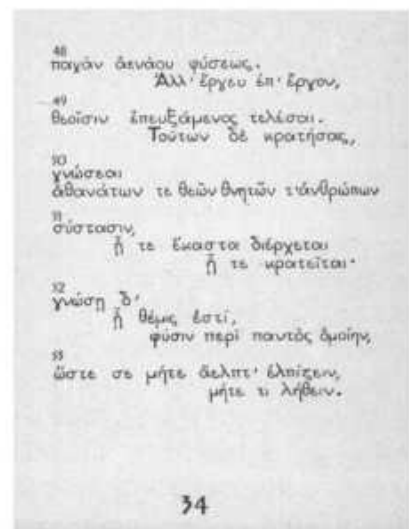 48
παγὰν ἀενάου φύσεως.
Ἀλλ' ἔρχευ ἐπ' ἔργον,
49
θεοῖσιν ἐπευξάμενος τελέσαι.
Τούτων δὲ κρατήσας,
50
γνώσεαι
ἀθανάτων τε θεῶν θνητῶν τ' ἀνθρώπων
51
σύστασιν,
ᾗ τε ἕκαστα διέρχεται
ᾗ τε κρατεῖται·
52
γνώσῃ δ'
ᾗ θέμις ἐστί,
φύσιν περὶ παντὸς ὁμοίην,
53
ὥστε σε μήτε ἄελπτ' ἐλπίζειν,
μήτε τι λήθειν.
34